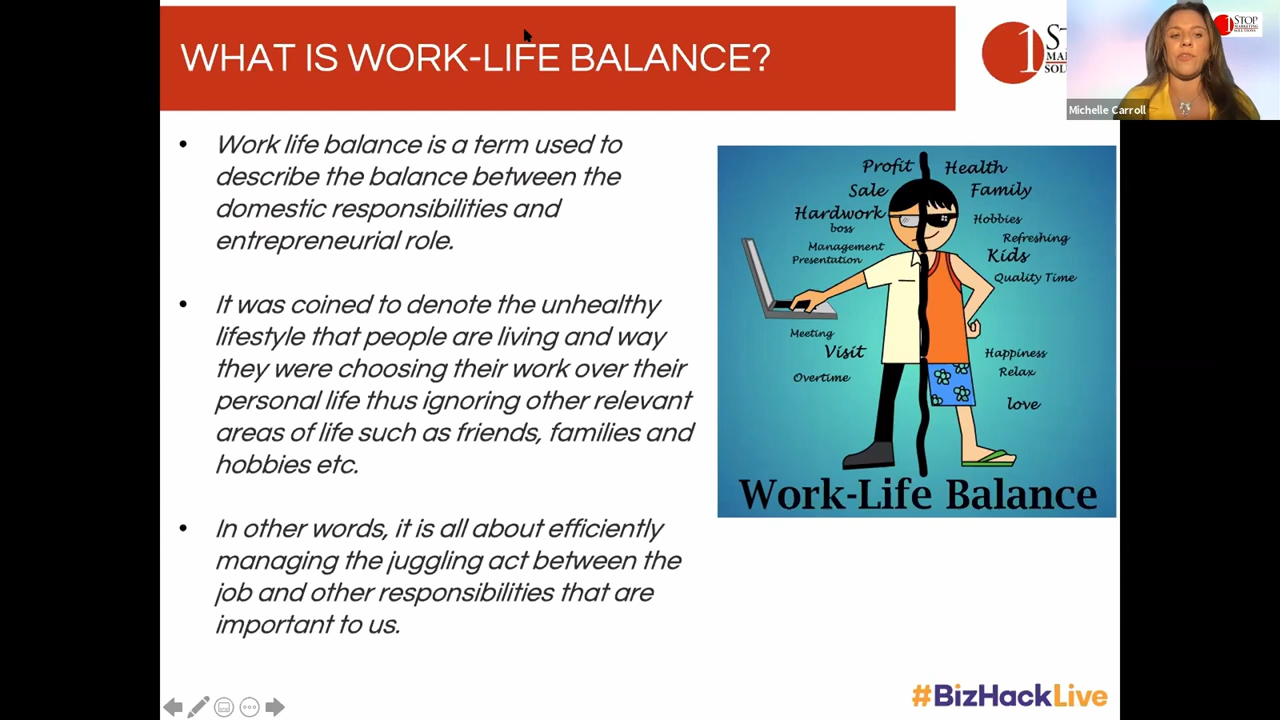 WHAT IS WORK-LIFE BALANCE?
1 STOP
MARKETING
SOLUTIONS
Michelle Carroll
• Work life balance is a term used to
describe the balance between the
domestic responsibilities and
entrepreneurial role.
• It was coined to denote the unhealthy
lifestyle that people are living and way
they were choosing their work over their
personal life thus ignoring other relevant
areas of life such as friends, families and
hobbies etc.
• In other words, it is all about efficiently
managing the juggling act between the
job and other responsibilities that are
important to us.
Profit
Health
Sale
Family
Hardwork
Hobbies
boss
Refreshing
Management
Kids
Presentation
Quality Time
Meeting
Visit
Happiness
Overtime
Relax
love
Work-Life Balance
#BizHackLive